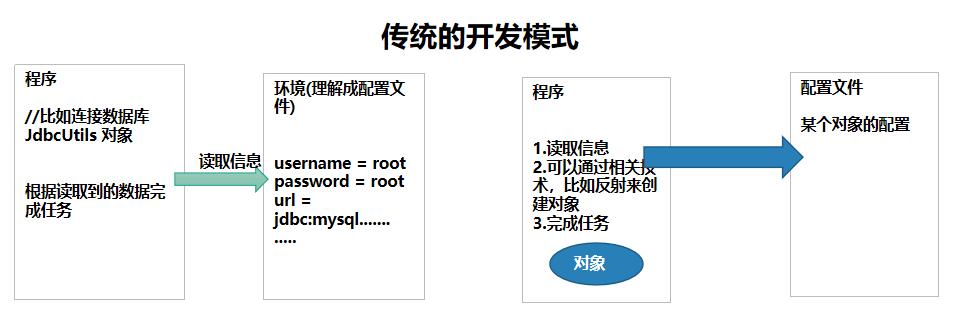 传统的开发模式
程序
//比如连接数据库
JdbcUtils 对象
根据读取到的数据完
成任务
读取信息
环境(理解成配置文
件)
username = root
password = root
url =
jdbc:mysql.......
.....
程序
1.读取信息
2.可以通过相关技
术，比如反射来创
建对象
3.完成任务
对象
配置文件
某个对象的配置